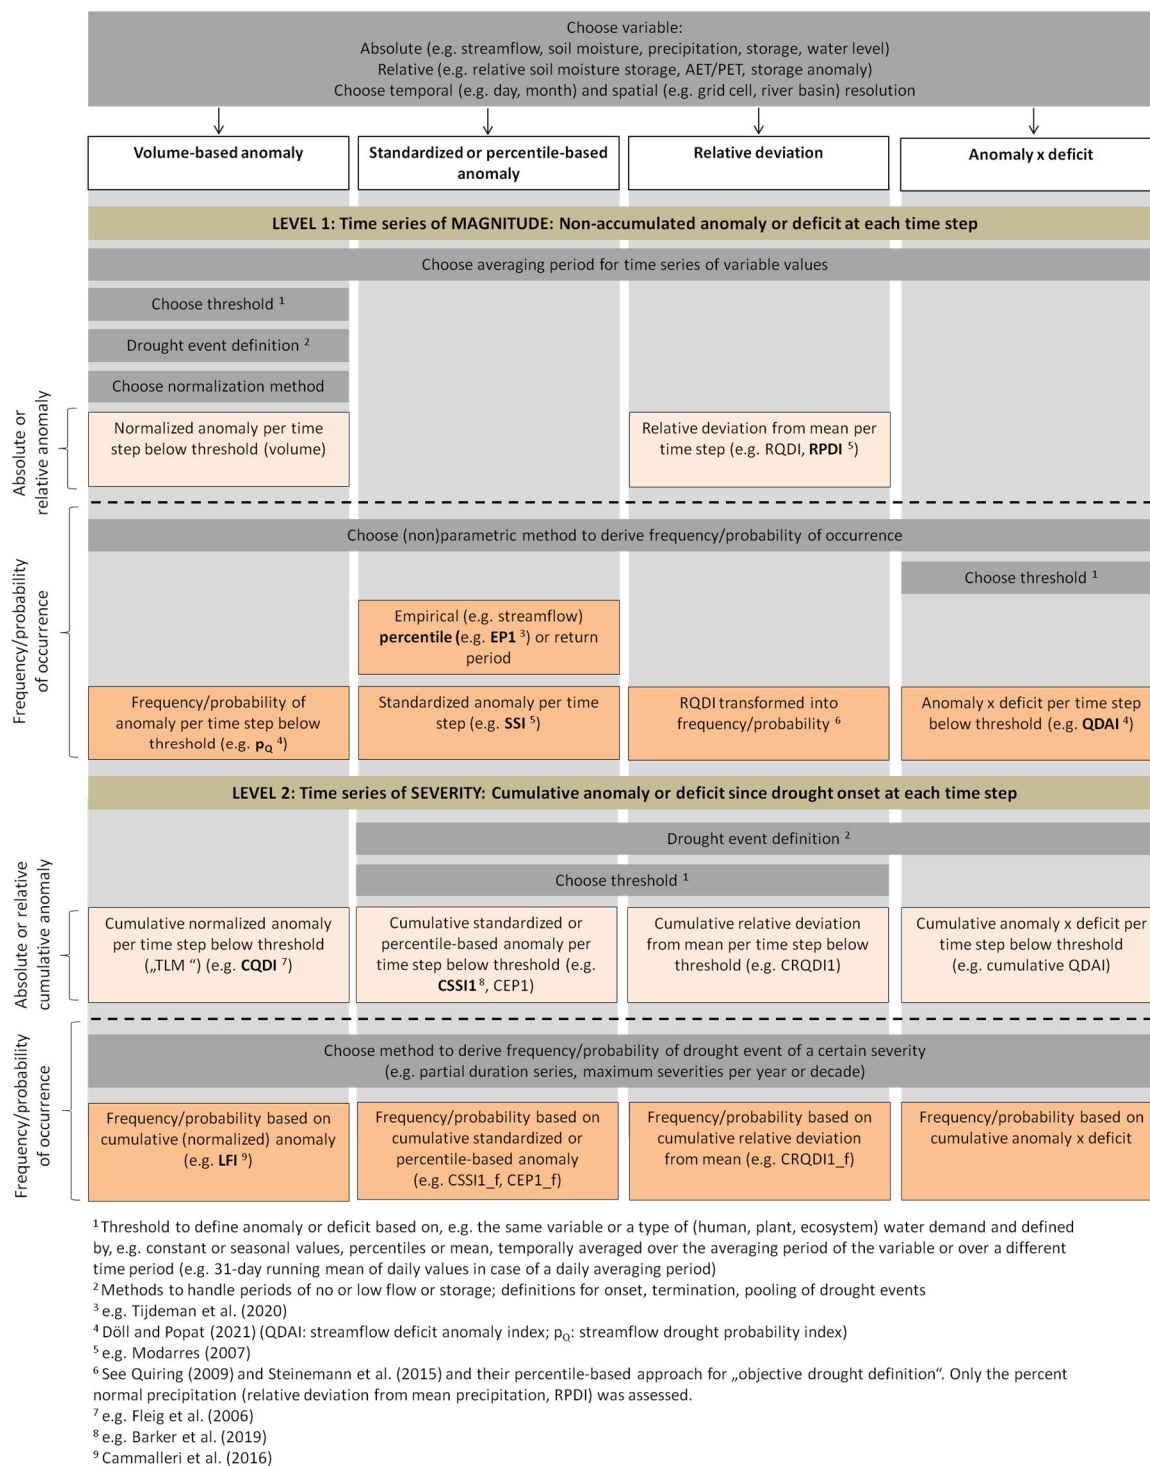 Choose variable:
Absolute (e.g. streamflow, soil moisture, precipitation, storage, water level)
Relative (e.g. relative soil moisture storage, AET/PET, storage anomaly)
Choose temporal (e.g. day, month) and spatial (e.g. grid cell, river basin) resolution
Volume-based anomaly
Standardized or percentile-based
anomaly
Relative deviation
Anomaly x deficit
LEVEL 1: Time series of MAGNITUDE: Non-accumulated anomaly or deficit at each time step
Choose averaging period for time series of variable values
Choose threshold ¹
Drought event definition ²
Choose normalization method
Absolute or
relative anomaly
Normalized anomaly per time
step below threshold (volume)
Relative deviation from mean per
time step (e.g. RQDI, RPDI ⁵)
Frequency/probability
of occurrence
Choose (non)parametric method to derive frequency/probability of occurrence
Choose threshold ¹
Empirical (e.g. streamflow)
percentile (e.g. EP1 ³) or return
period
Frequency/probability of
anomaly per time step below
threshold (e.g. pQ ⁴)
Standardized anomaly per time
step (e.g. SSI ⁵)
RQDI transformed into
frequency/probability ⁶
Anomaly x deficit per time step
below threshold (e.g. QDAI ⁴)
LEVEL 2: Time series of SEVERITY: Cumulative anomaly or deficit since drought onset at each time step
Drought event definition ²
Choose threshold ¹
Absolute or relative
cumulative anomaly
Cumulative normalized anomaly
per time step below threshold
(„TLM “) (e.g. CQDI ⁷)
Cumulative standardized or
percentile-based anomaly per
time step below threshold (e.g.
CSSI1 ⁸, CEP1)
Cumulative relative deviation
from mean per time step below
threshold (e.g. CRQDI1)
Cumulative anomaly x deficit per
time step below threshold
(e.g. cumulative QDAI)
Frequency/probability
of occurrence
Choose method to derive frequency/probability of drought event of a certain severity
(e.g. partial duration series, maximum severities per year or decade)
Frequency/probability based on
cumulative (normalized) anomaly
(e.g. LFI ⁹)
Frequency/probability based on
cumulative standardized or
percentile-based anomaly
(e.g. CSSI1_f, CEP1_f)
Frequency/probability based on
cumulative relative deviation
from mean (e.g. CRQDI1_f)
Frequency/probability based on
cumulative anomaly x deficit
¹ Threshold to define anomaly or deficit based on, e.g. the same variable or a type of (human, plant, ecosystem) water demand and defined
by, e.g. constant or seasonal values, percentiles or mean, temporally averaged over the averaging period of the variable or over a different
time period (e.g. 31-day running mean of daily values in case of a daily averaging period)
² Methods to handle periods of no or low flow or storage; definitions for onset, termination, pooling of drought events
³ e.g. Tijdeman et al. (2020)
⁴ Döll and Popat (2021) (QDAI: streamflow deficit anomaly index; pQ: streamflow drought probability index)
⁵ e.g. Modarres (2007)
⁶ See Quiring (2009) and Steinemann et al. (2015) and their percentile-based approach for „objective drought definition“. Only the percent
normal precipitation (relative deviation from mean precipitation, RPDI) was assessed.
⁷ e.g. Fleig et al. (2006)
⁸ e.g. Barker et al. (2019)
⁹ Cammalleri et al. (2016)